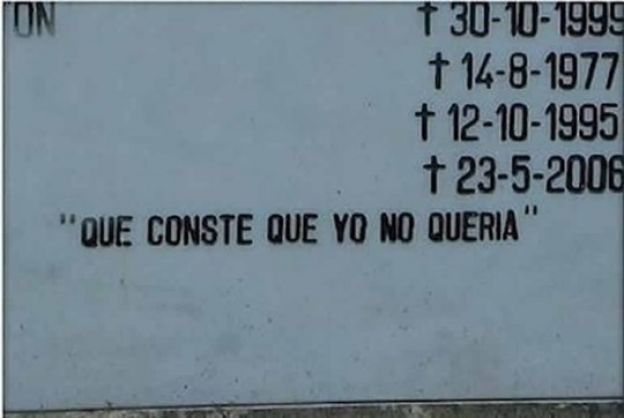 ON
† 30-10-1999
† 14-8-1977
† 12-10-1995
† 23-5-2006
"QUE CONSTE QUE YO NO QUERIA"